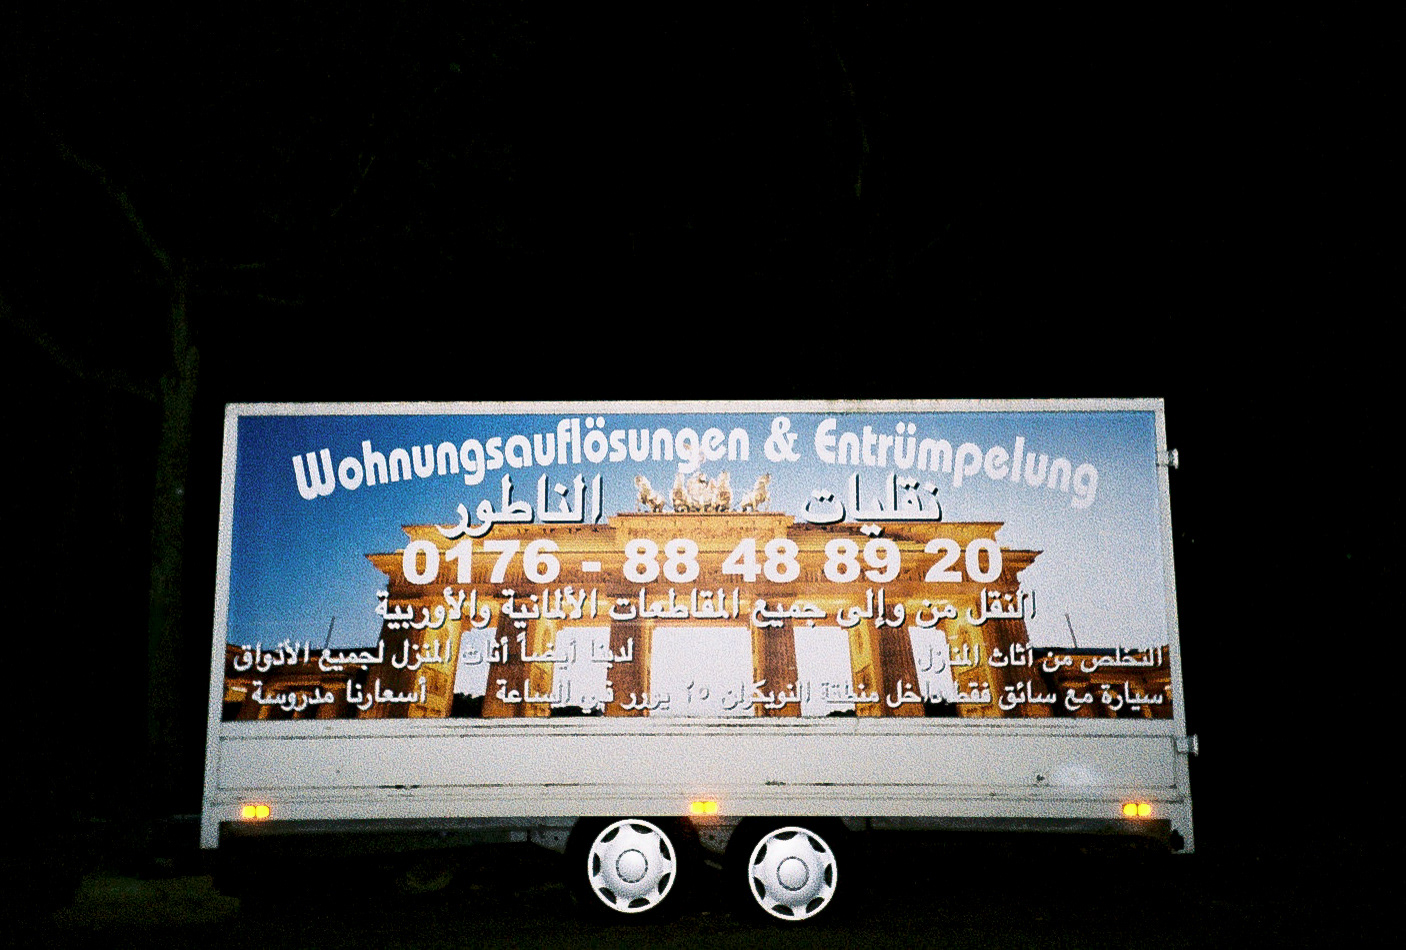 Wohnungsauflösungen & Entrümpelung
نقليات الناطور
0176 - 88 48 89 20
النقل من وإلى جميع المقاطعات الألمانية والأوربية
التخلص من أثاث المنازل لدينا أيضاً أثاث المنزل لجميع الأذواق
سيارة مع سائق فقط داخل منطقة النويكولن ٢٥ يورو في الساعة أسعارنا مدروسة